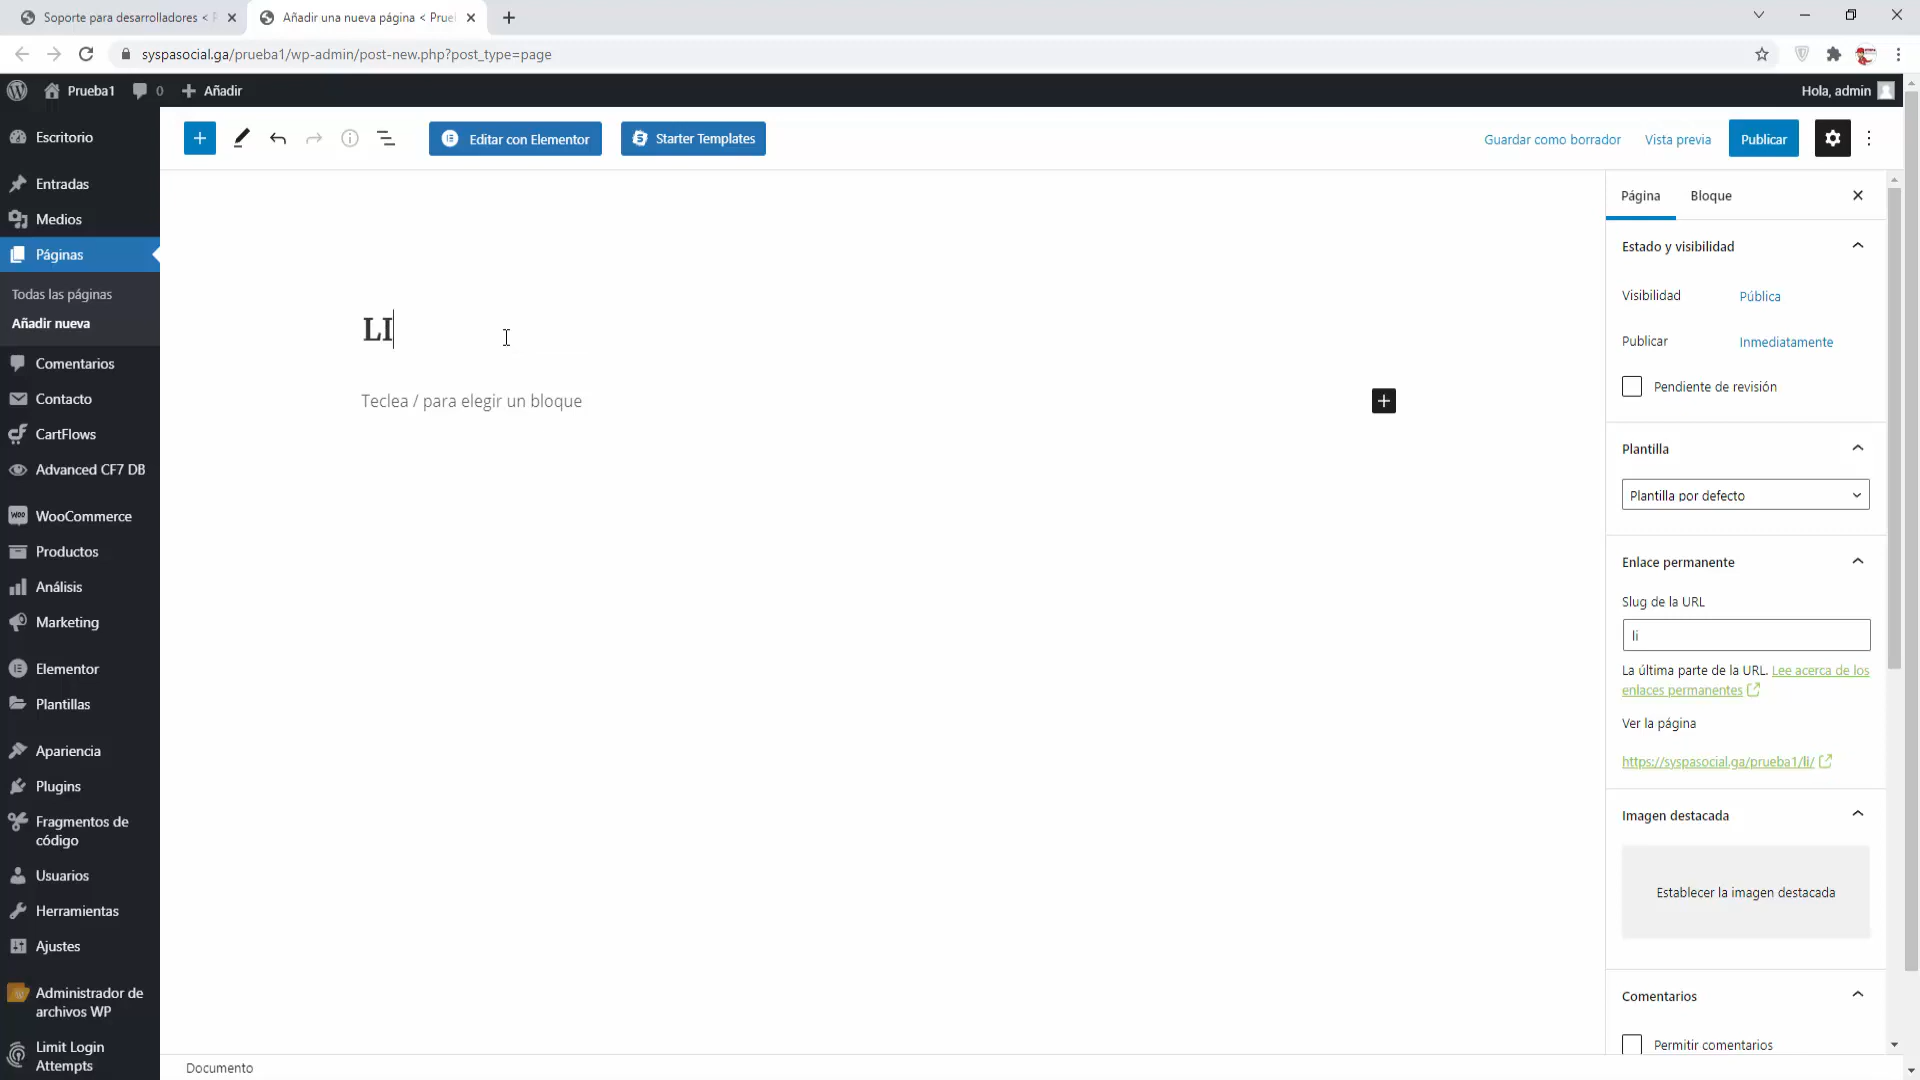 Soporte para desarrolladores <
Añadir una nueva página < Prue
syspasocial.ga/prueba1/wp-admin/post-new.php?post_type=page
Prueba1
0
Añadir
Hola, admin
Editar con Elementor
Starter Templates
Guardar como borrador
Vista previa
Publicar
Escritorio
Entradas
Medios
Páginas
Todas las páginas
Añadir nueva
Comentarios
Contacto
CartFlows
Advanced CF7 DB
WooCommerce
Productos
Análisis
Marketing
Elementor
Plantillas
Apariencia
Plugins
Fragmentos de
código
Usuarios
Herramientas
Ajustes
Administrador de
archivos WP
Limit Login
Attempts
LI
Teclea / para elegir un bloque
Página
Bloque
Estado y visibilidad
Visibilidad
Pública
Publicar
Inmediatamente
Pendiente de revisión
Plantilla
Plantilla por defecto
Enlace permanente
Slug de la URL
li
La última parte de la URL. Lee acerca de los
enlaces permanentes
Ver la página
https://syspasocial.ga/prueba1/li/
Imagen destacada
Establecer la imagen destacada
Comentarios
Permitir comentarios
Documento